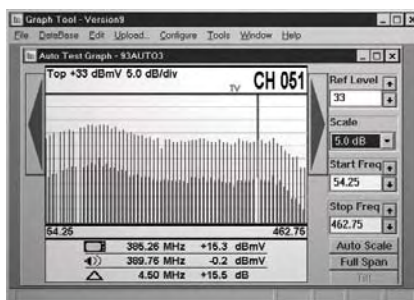 Graph Tool - Version9
File DataBase Edit Upload... Configure Tools Window Help
Auto Test Graph - 93AUTO3
Top +33 dBmV 5.0 dB/div
TV CH 051
Ref Level
33
Scale
5.0 dB
Start Freq
54.25
Stop Freq
462.75
54.25 462.75
Auto Scale
Full Span
Tilt
385.26 MHz +15.3 dBmV
389.76 MHz -0.2 dBmV
4.50 MHz +15.5 dB